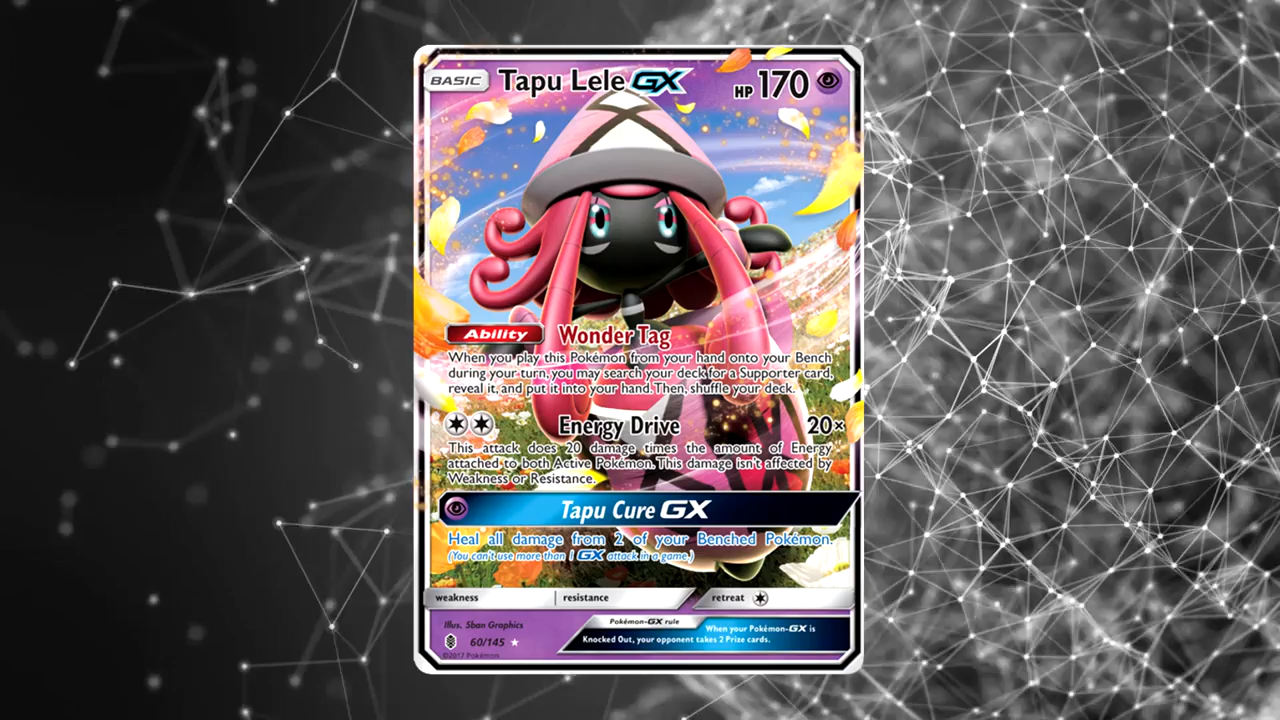 BASIC Tapu Lele GX HP 170
Ability Wonder Tag
When you play this Pokémon from your hand onto your Bench
during your turn, you may search your deck for a Supporter card,
reveal it, and put it into your hand. Then, shuffle your deck.
Energy Drive 20×
This attack does 20 damage times the amount of Energy
attached to both Active Pokémon. This damage isn't affected by
Weakness or Resistance.
Tapu Cure GX
Heal all damage from 2 of your Benched Pokémon.
(You can't use more than 1 GX attack in a game.)
weakness resistance retreat
Illus. 5ban Graphics
60/145
©2017 Pokémon
Pokémon-GX rule
When your Pokémon-GX is
Knocked Out, your opponent takes 2 Prize cards.